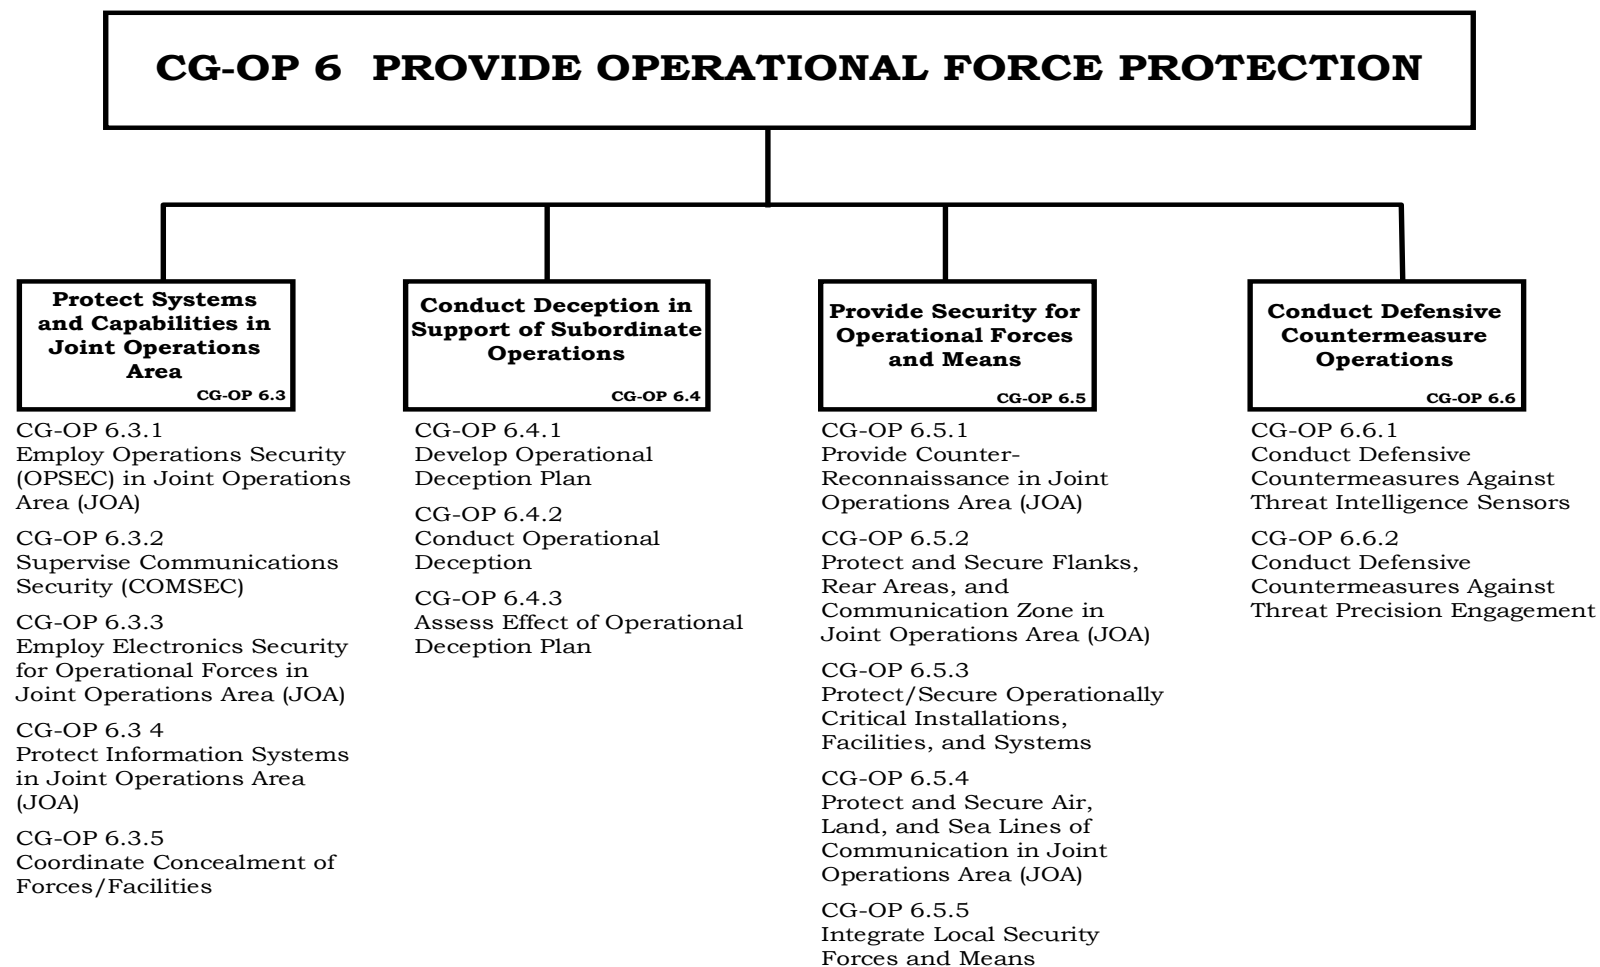 CG-OP 6 PROVIDE OPERATIONAL FORCE PROTECTION
Protect Systems
and Capabilities in
Joint Operations
Area
CG-OP 6.3
CG-OP 6.3.1
Employ Operations Security
(OPSEC) in Joint Operations
Area (JOA)
CG-OP 6.3.2
Supervise Communications
Security (COMSEC)
CG-OP 6.3.3
Employ Electronics Security
for Operational Forces in
Joint Operations Area (JOA)
CG-OP 6.3 4
Protect Information Systems
in Joint Operations Area
(JOA)
CG-OP 6.3.5
Coordinate Concealment of
Forces/Facilities
Conduct Deception in
Support of Subordinate
Operations
CG-OP 6.4
CG-OP 6.4.1
Develop Operational
Deception Plan
CG-OP 6.4.2
Conduct Operational
Deception
CG-OP 6.4.3
Assess Effect of Operational
Deception Plan
Provide Security for
Operational Forces
and Means
CG-OP 6.5
CG-OP 6.5.1
Provide Counter-
Reconnaissance in Joint
Operations Area (JOA)
CG-OP 6.5.2
Protect and Secure Flanks,
Rear Areas, and
Communication Zone in
Joint Operations Area (JOA)
CG-OP 6.5.3
Protect/Secure Operationally
Critical Installations,
Facilities, and Systems
CG-OP 6.5.4
Protect and Secure Air,
Land, and Sea Lines of
Communication in Joint
Operations Area (JOA)
CG-OP 6.5.5
Integrate Local Security
Forces and Means
Conduct Defensive
Countermeasure
Operations
CG-OP 6.6
CG-OP 6.6.1
Conduct Defensive
Countermeasures Against
Threat Intelligence Sensors
CG-OP 6.6.2
Conduct Defensive
Countermeasures Against
Threat Precision Engagement